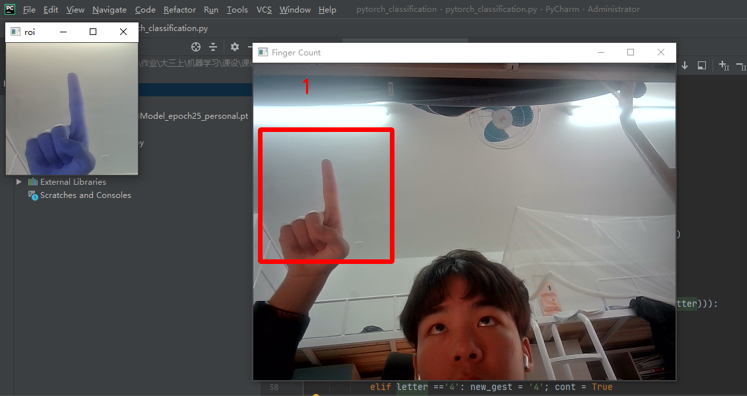 File Edit View Navigate Code Refactor Run Tools VCS Window Help pytorch_classification - pytorch_classification.py - PyCharm - Administrator
roi
rch_classification.py
Finger Count
\作业\大三上\机器学习\课设\课
1
Model_epoch25_personal.pt
External Libraries
Scratches and Consoles
)
tter))):
38 elif letter =='4': new_gest = '4'; cont = True